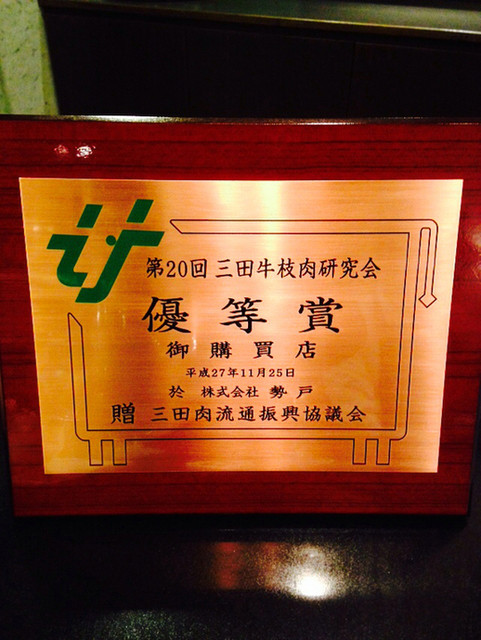 第20回 三田牛枝肉研究会
優等賞
御購買店
平成27年11月25日
於 株式会社 勢戸
贈 三田肉流通振興協議会